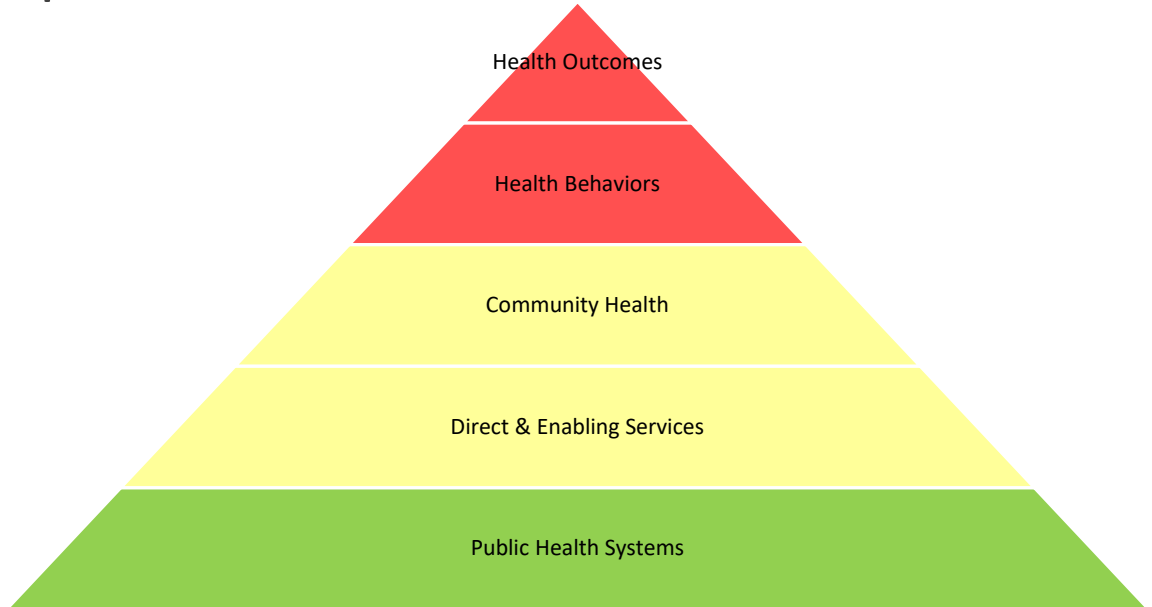 Health Outcomes
Health Behaviors
Community Health
Direct & Enabling Services
Public Health Systems